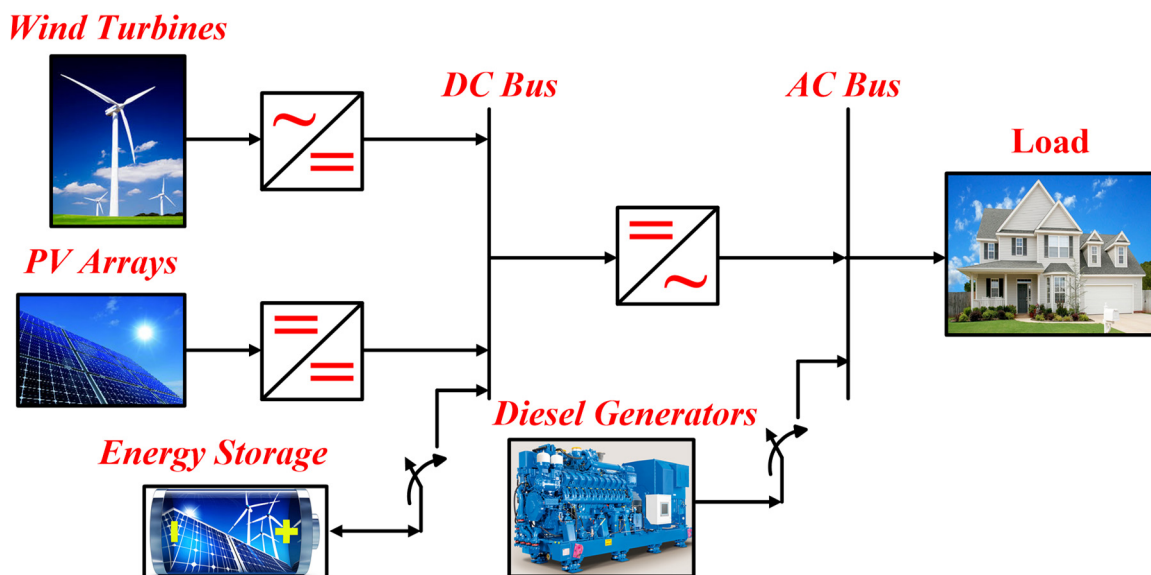 Wind Turbines
DC Bus
AC Bus
Load
PV Arrays
Diesel Generators
Energy Storage